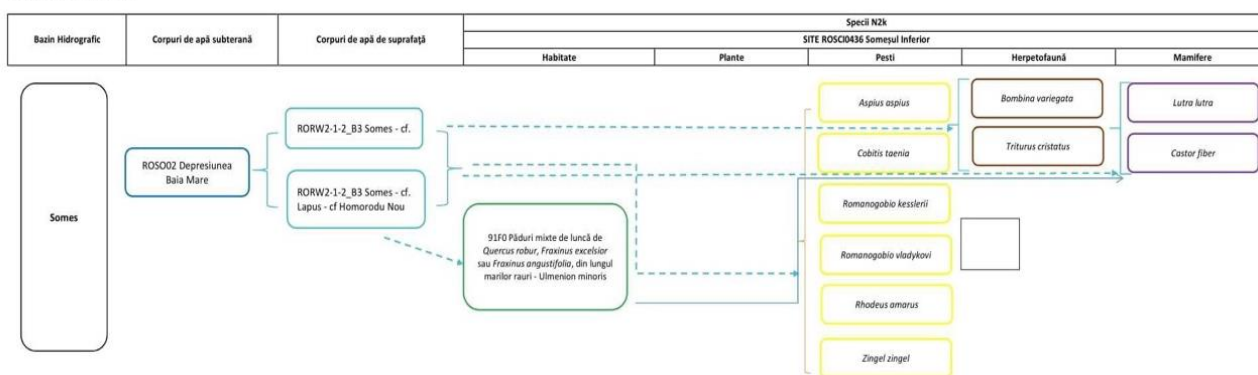 Specii N2k
Bazin Hidrografic
Corpuri de apă subterană
Corpuri de apă de suprafață
SITE ROSCI0436 Someșul Inferior
Habitate
Plante
Pesti
Herpetofaună
Mamifere
Somes
ROSO02 Depresiunea
Baia Mare
RORW2-1-2_B3 Somes - cf.
RORW2-1-2_B3 Somes - cf.
Lapus - cf Homorodu Nou
91F0 Păduri mixte de luncă de
Quercus robur, Fraxinus excelsior
sau Fraxinus angustifolia, din lungul
marilor rauri - Ulmenion minoris
Aspius aspius
Cobitis taenia
Romanogobio kesslerii
Romanogobio vladykovi
Rhodeus amarus
Zingel zingel
Bombina variegata
Triturus cristatus
Lutra lutra
Castor fiber